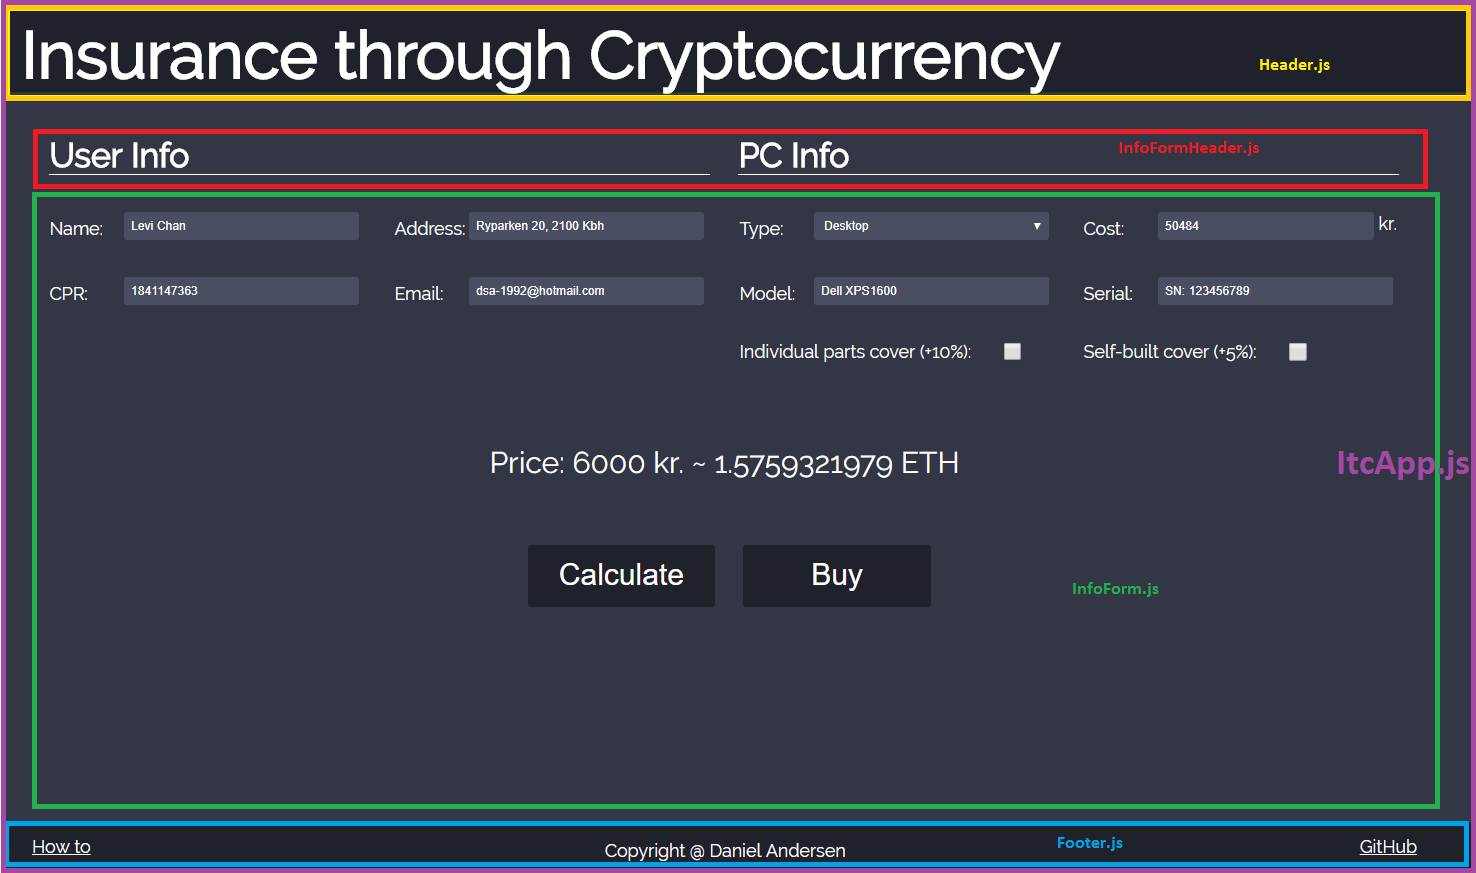 Insurance through Cryptocurrency
Header.js
User Info
PC Info
InfoFormHeader.js
Name: Levi Chan
Address: Ryparken 20, 2100 Kbh
Type: Desktop ▼
Cost: 50484 kr.
CPR: 1841147363
Email: dsa-1992@hotmail.com
Model: Dell XPS1600
Serial: SN: 123456789
Individual parts cover (+10%):
Self-built cover (+5%):
Price: 6000 kr. ~ 1.5759321979 ETH
ItcApp.js
Calculate
Buy
InfoForm.js
How to
Copyright @ Daniel Andersen
Footer.js
GitHub